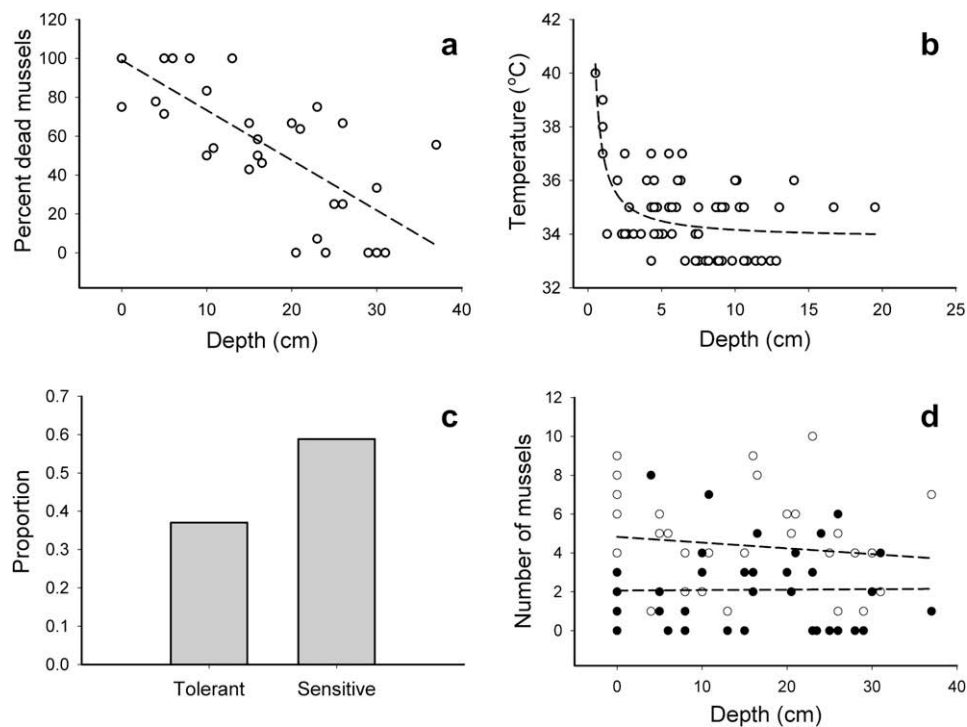 a
Percent dead mussels
120
100
80
60
40
20
0
0 10 20 30 40
Depth (cm)
b
Temperature (°C)
42
40
38
36
34
32
0 5 10 15 20 25
Depth (cm)
c
Proportion
0.7
0.6
0.5
0.4
0.3
0.2
0.1
0.0
Tolerant Sensitive
d
Number of mussels
12
10
8
6
4
2
0
0 10 20 30 40
Depth (cm)